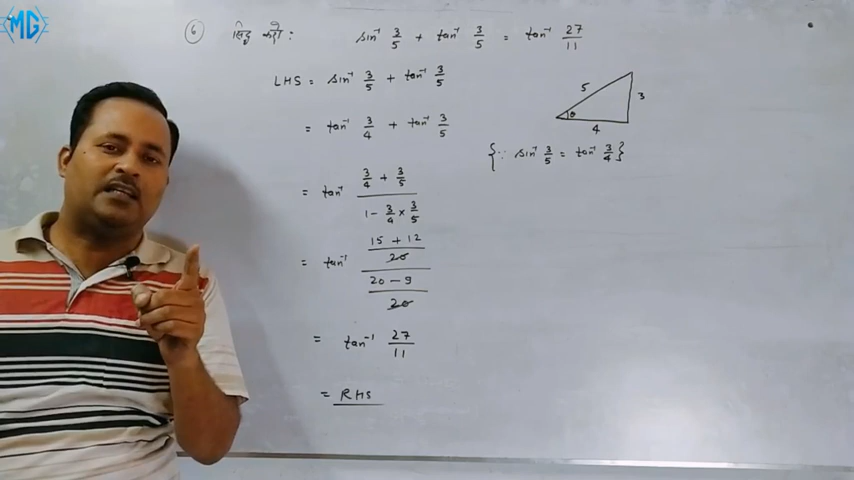 MG
6 सिद्ध करें : sin⁻¹ 3/5 + tan⁻¹ 3/5 = tan⁻¹ 27/11
LHS = sin⁻¹ 3/5 + tan⁻¹ 3/5
5
3
θ
4
= tan⁻¹ 3/4 + tan⁻¹ 3/5
{∵ sin⁻¹ 3/5 = tan⁻¹ 3/4}
= tan⁻¹ (3/4 + 3/5)/(1 - 3/4 × 3/5)
= tan⁻¹ ((15 + 12)/20)/((20 - 9)/20)
= tan⁻¹ 27/11
= RHS